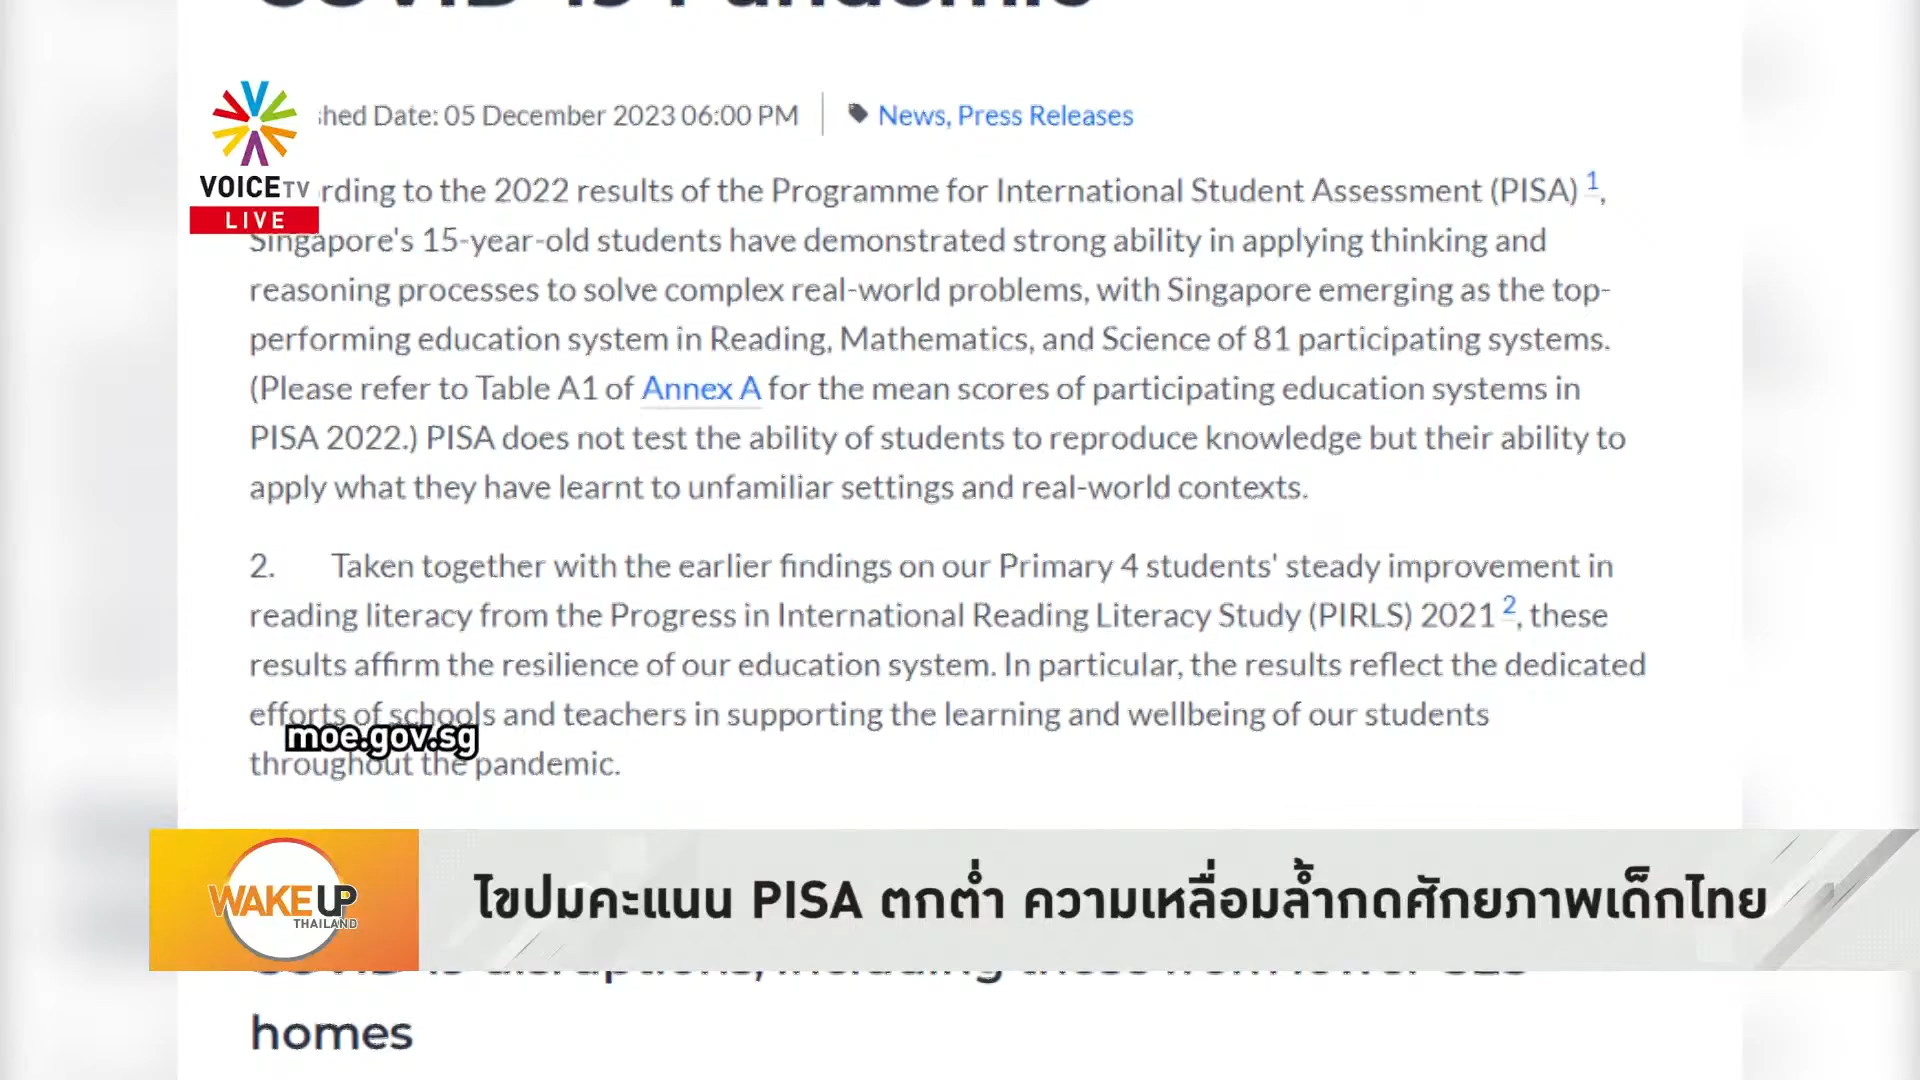 COVID-19 Pandemic
shed Date: 05 December 2023 06:00 PM
News, Press Releases
VOICE TV
LIVE
rding to the 2022 results of the Programme for International Student Assessment (PISA) 1,
Singapore's 15-year-old students have demonstrated strong ability in applying thinking and
reasoning processes to solve complex real-world problems, with Singapore emerging as the top-
performing education system in Reading, Mathematics, and Science of 81 participating systems.
(Please refer to Table A1 of Annex A for the mean scores of participating education systems in
PISA 2022.) PISA does not test the ability of students to reproduce knowledge but their ability to
apply what they have learnt to unfamiliar settings and real-world contexts.
2. Taken together with the earlier findings on our Primary 4 students' steady improvement in
reading literacy from the Progress in International Reading Literacy Study (PIRLS) 2021 2, these
results affirm the resilience of our education system. In particular, the results reflect the dedicated
efforts of schools and teachers in supporting the learning and wellbeing of our students
moe.gov.sg
throughout the pandemic.
WAKE UP
THAILAND
ไขปมคะแนน PISA ตกต่ำ ความเหลื่อมล้ำกดศักยภาพเด็กไทย
homes